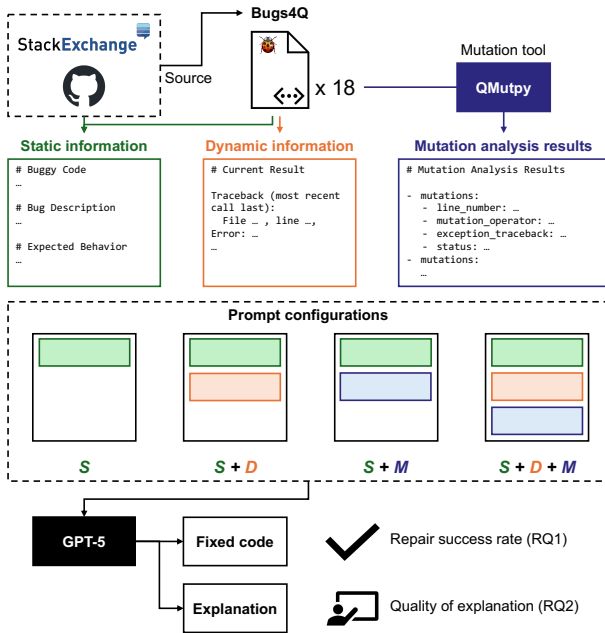 Bugs4Q
StackExchange
Source
x 18
Mutation tool
QMutpy
Static information
Dynamic information
Mutation analysis results
# Buggy Code
…
# Bug Description
…
# Expected Behavior
…
# Current Result
Traceback (most recent
call last):
File … , line …,
Error: …
…
# Mutation Analysis Results
- mutations:
- line_number: …
- mutation_operator: …
- exception_traceback: …
- status: …
- mutations:
…
Prompt configurations
S
S + D
S + M
S + D + M
GPT-5
Fixed code
Repair success rate (RQ1)
Explanation
Quality of explanation (RQ2)